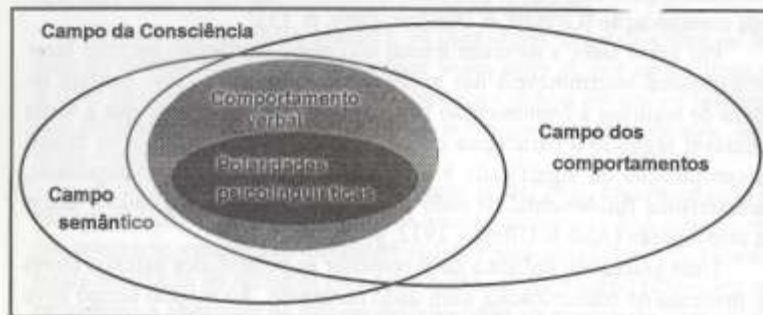 Campo da Consciência
Comportamento
verbal
Campo dos
comportamentos
Polaridades
psicolinguísticas
Campo
semântico